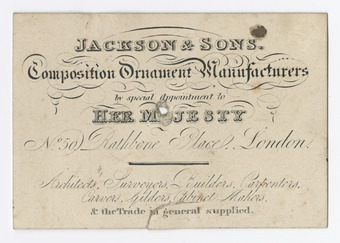 JACKSON & SONS.
Composition Ornament Manufacturers
by special Appointment to
HER MAJESTY
No. 50, Rathbone Place, London.
Architects, Surveyors, Builders, Carpenters,
Carvers, Gilders, Cabinet Makers,
& the Trade in general supplied.